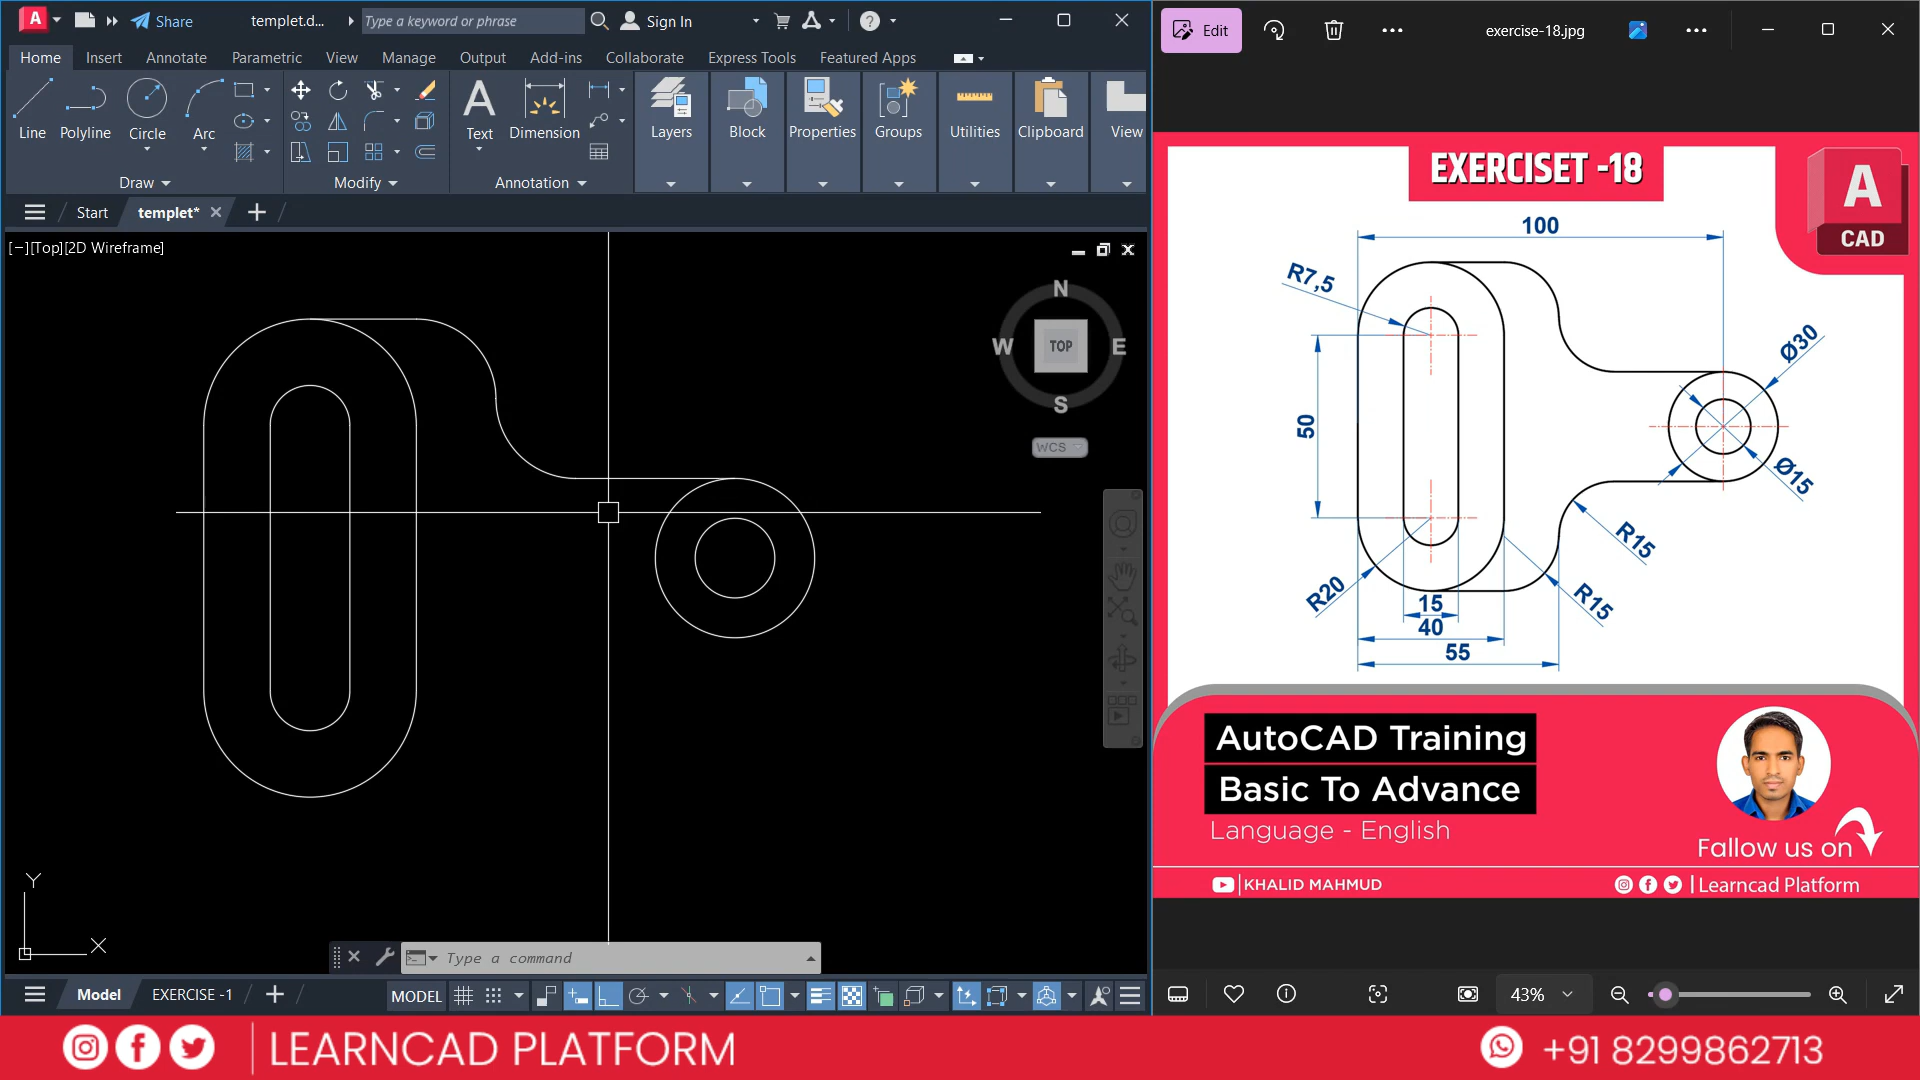 A
Share
templet.d...
Type a keyword or phrase
Sign In
Home Insert Annotate Parametric View Manage Output Add-ins Collaborate Express Tools Featured Apps
Line Polyline Circle Arc
Draw
Modify
A
Text Dimension
Annotation
Layers
Block
Properties
Groups
Utilities
Clipboard
View
Start templet*
[−][Top][2D Wireframe]
N
W TOP E
S
WCS
Y
X
Type a command
Model EXERCISE -1
MODEL
Edit
exercise-18.jpg
EXERCISET -18
A
CAD
100
R7,5
Ø30
50
Ø15
R15
R20
R15
15
40
55
AutoCAD Training
Basic To Advance
Language - English
Fallow us on
KHALID MAHMUD
Learncad Platform
43%
LEARNCAD PLATFORM
+91 8299862713